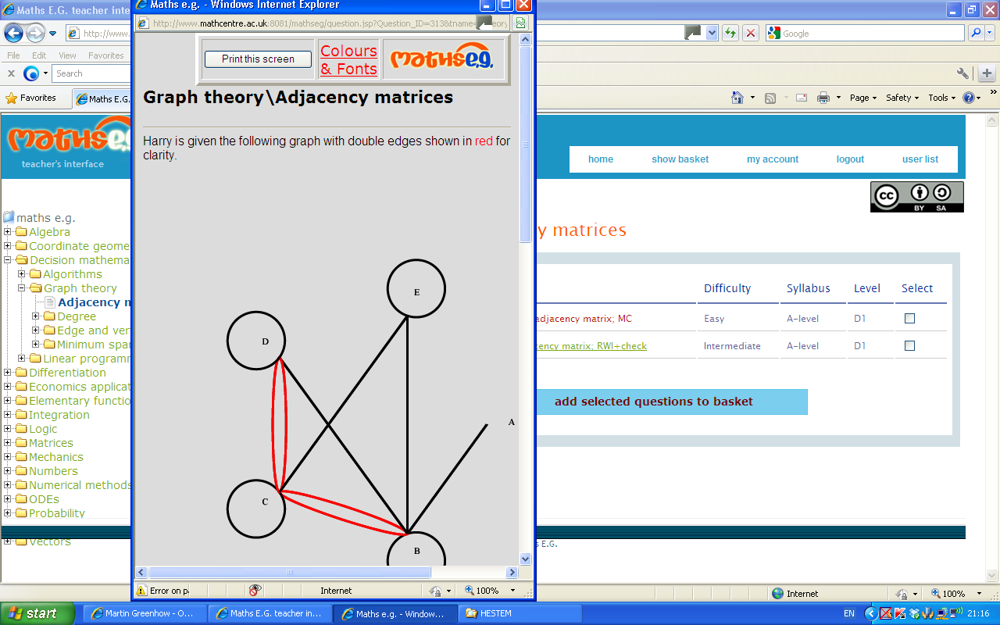 Maths E.G. teacher inte
Maths e.g. - Windows Internet Explorer
http://www.
http://www.mathcentre.ac.uk:8081/mathseg/question.jsp?Question_ID=3138&tname=
Google
File Edit View Favorites
Search
Print this screen
Colours
& Fonts
mathse.g.
Favorites
Maths E.G.
Page Safety Tools
Graph theory\Adjacency matrices
mathse.g.
teacher's interface
Harry is given the following graph with double edges shown in red for
clarity.
home show basket my account logout user list
cc BY SA
maths e.g.
Algebra
Coordinate geome
Decision mathema
Algorithms
Graph theory
Adjacency m
Degree
Edge and ver
Minimum spa
Linear programm
Differentiation
Economics applicat
Elementary functio
Integration
Logic
Matrices
Mechanics
Numbers
Numerical methods
ODEs
Probability
Vectors
E
D
A
C
B
y matrices
Difficulty Syllabus Level Select
adjacency matrix; MC Easy A-level D1
cency matrix; RWI+check Intermediate A-level D1
add selected questions to basket
s E.G.
Error on p
Internet
100%
Internet
100%
start
Martin Greenhow - O...
Maths E.G. teacher in...
Maths e.g. - Window...
HESTEM
EN
21:16